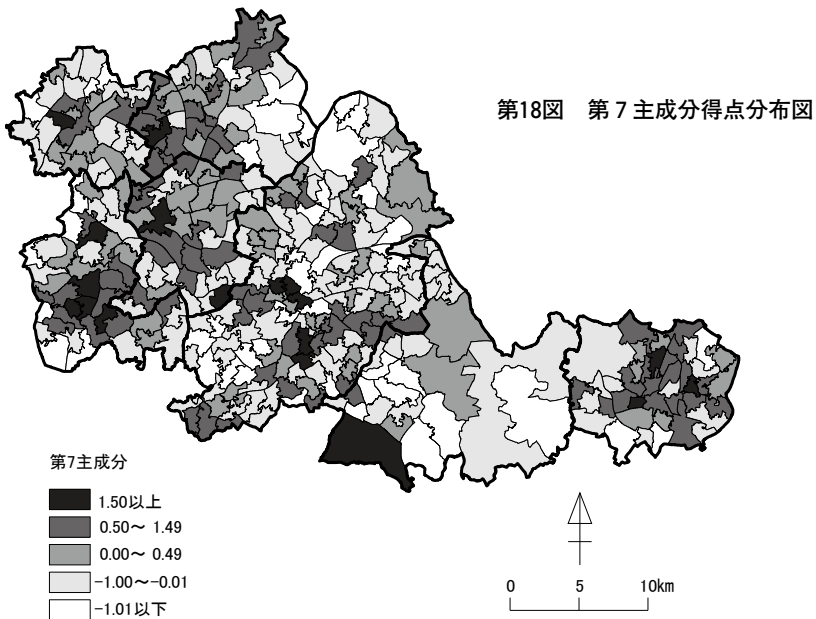 第18図　第７主成分得点分布図
第7主成分
1.50以上
0.50～ 1.49
0.00～ 0.49
-1.00～-0.01
-1.01以下
0 5 10km